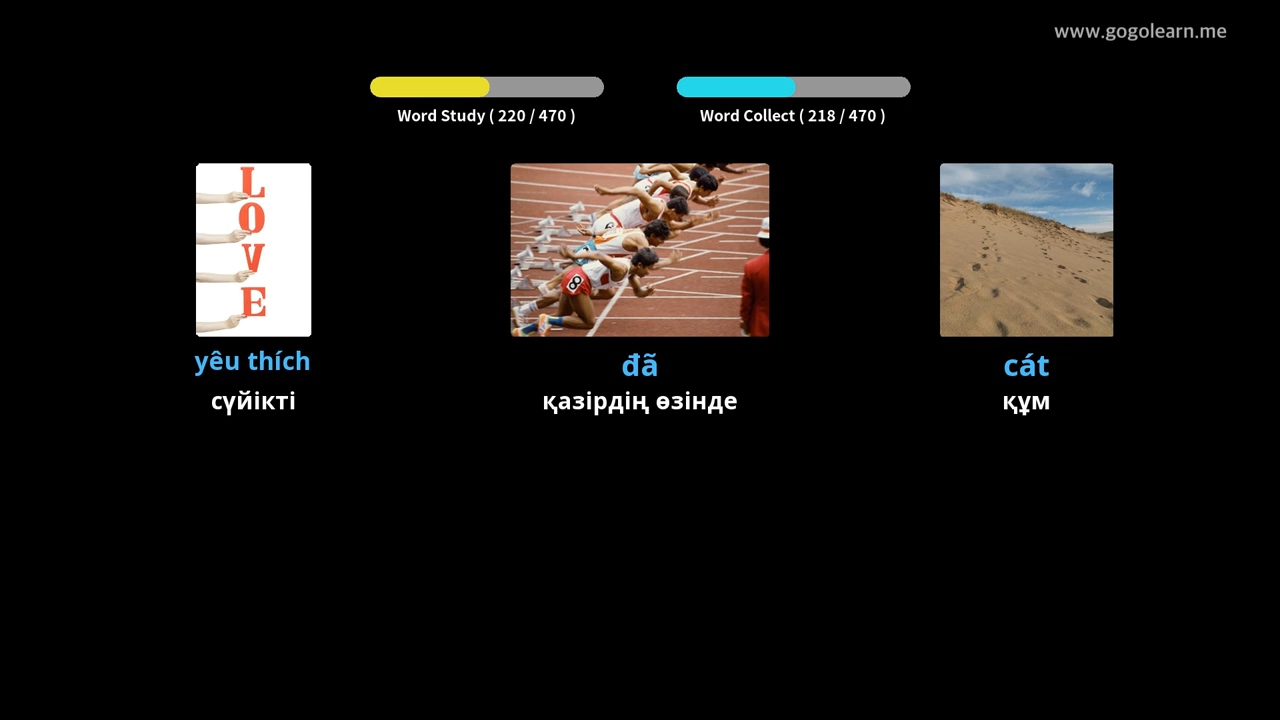 www.gogolearn.me
Word Study ( 220 / 470 )
Word Collect ( 218 / 470 )
L
O
V
E
8
yêu thích
đã
cát
сүйікті
қазірдің өзінде
құм